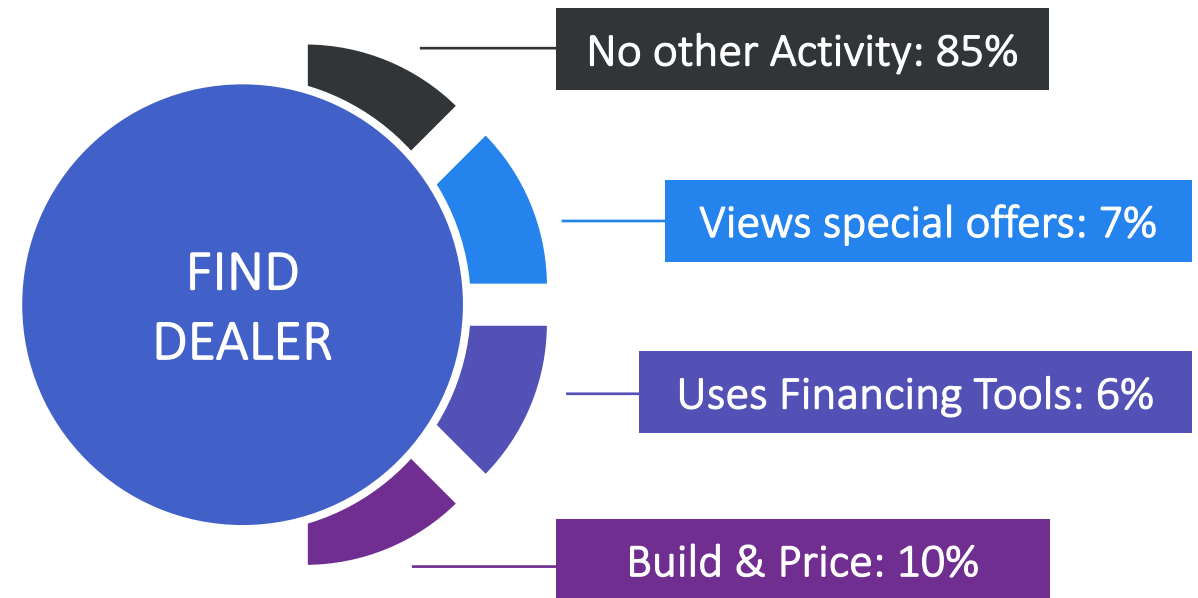 FIND
DEALER
No other Activity: 85%
Views special offers: 7%
Uses Financing Tools: 6%
Build & Price: 10%